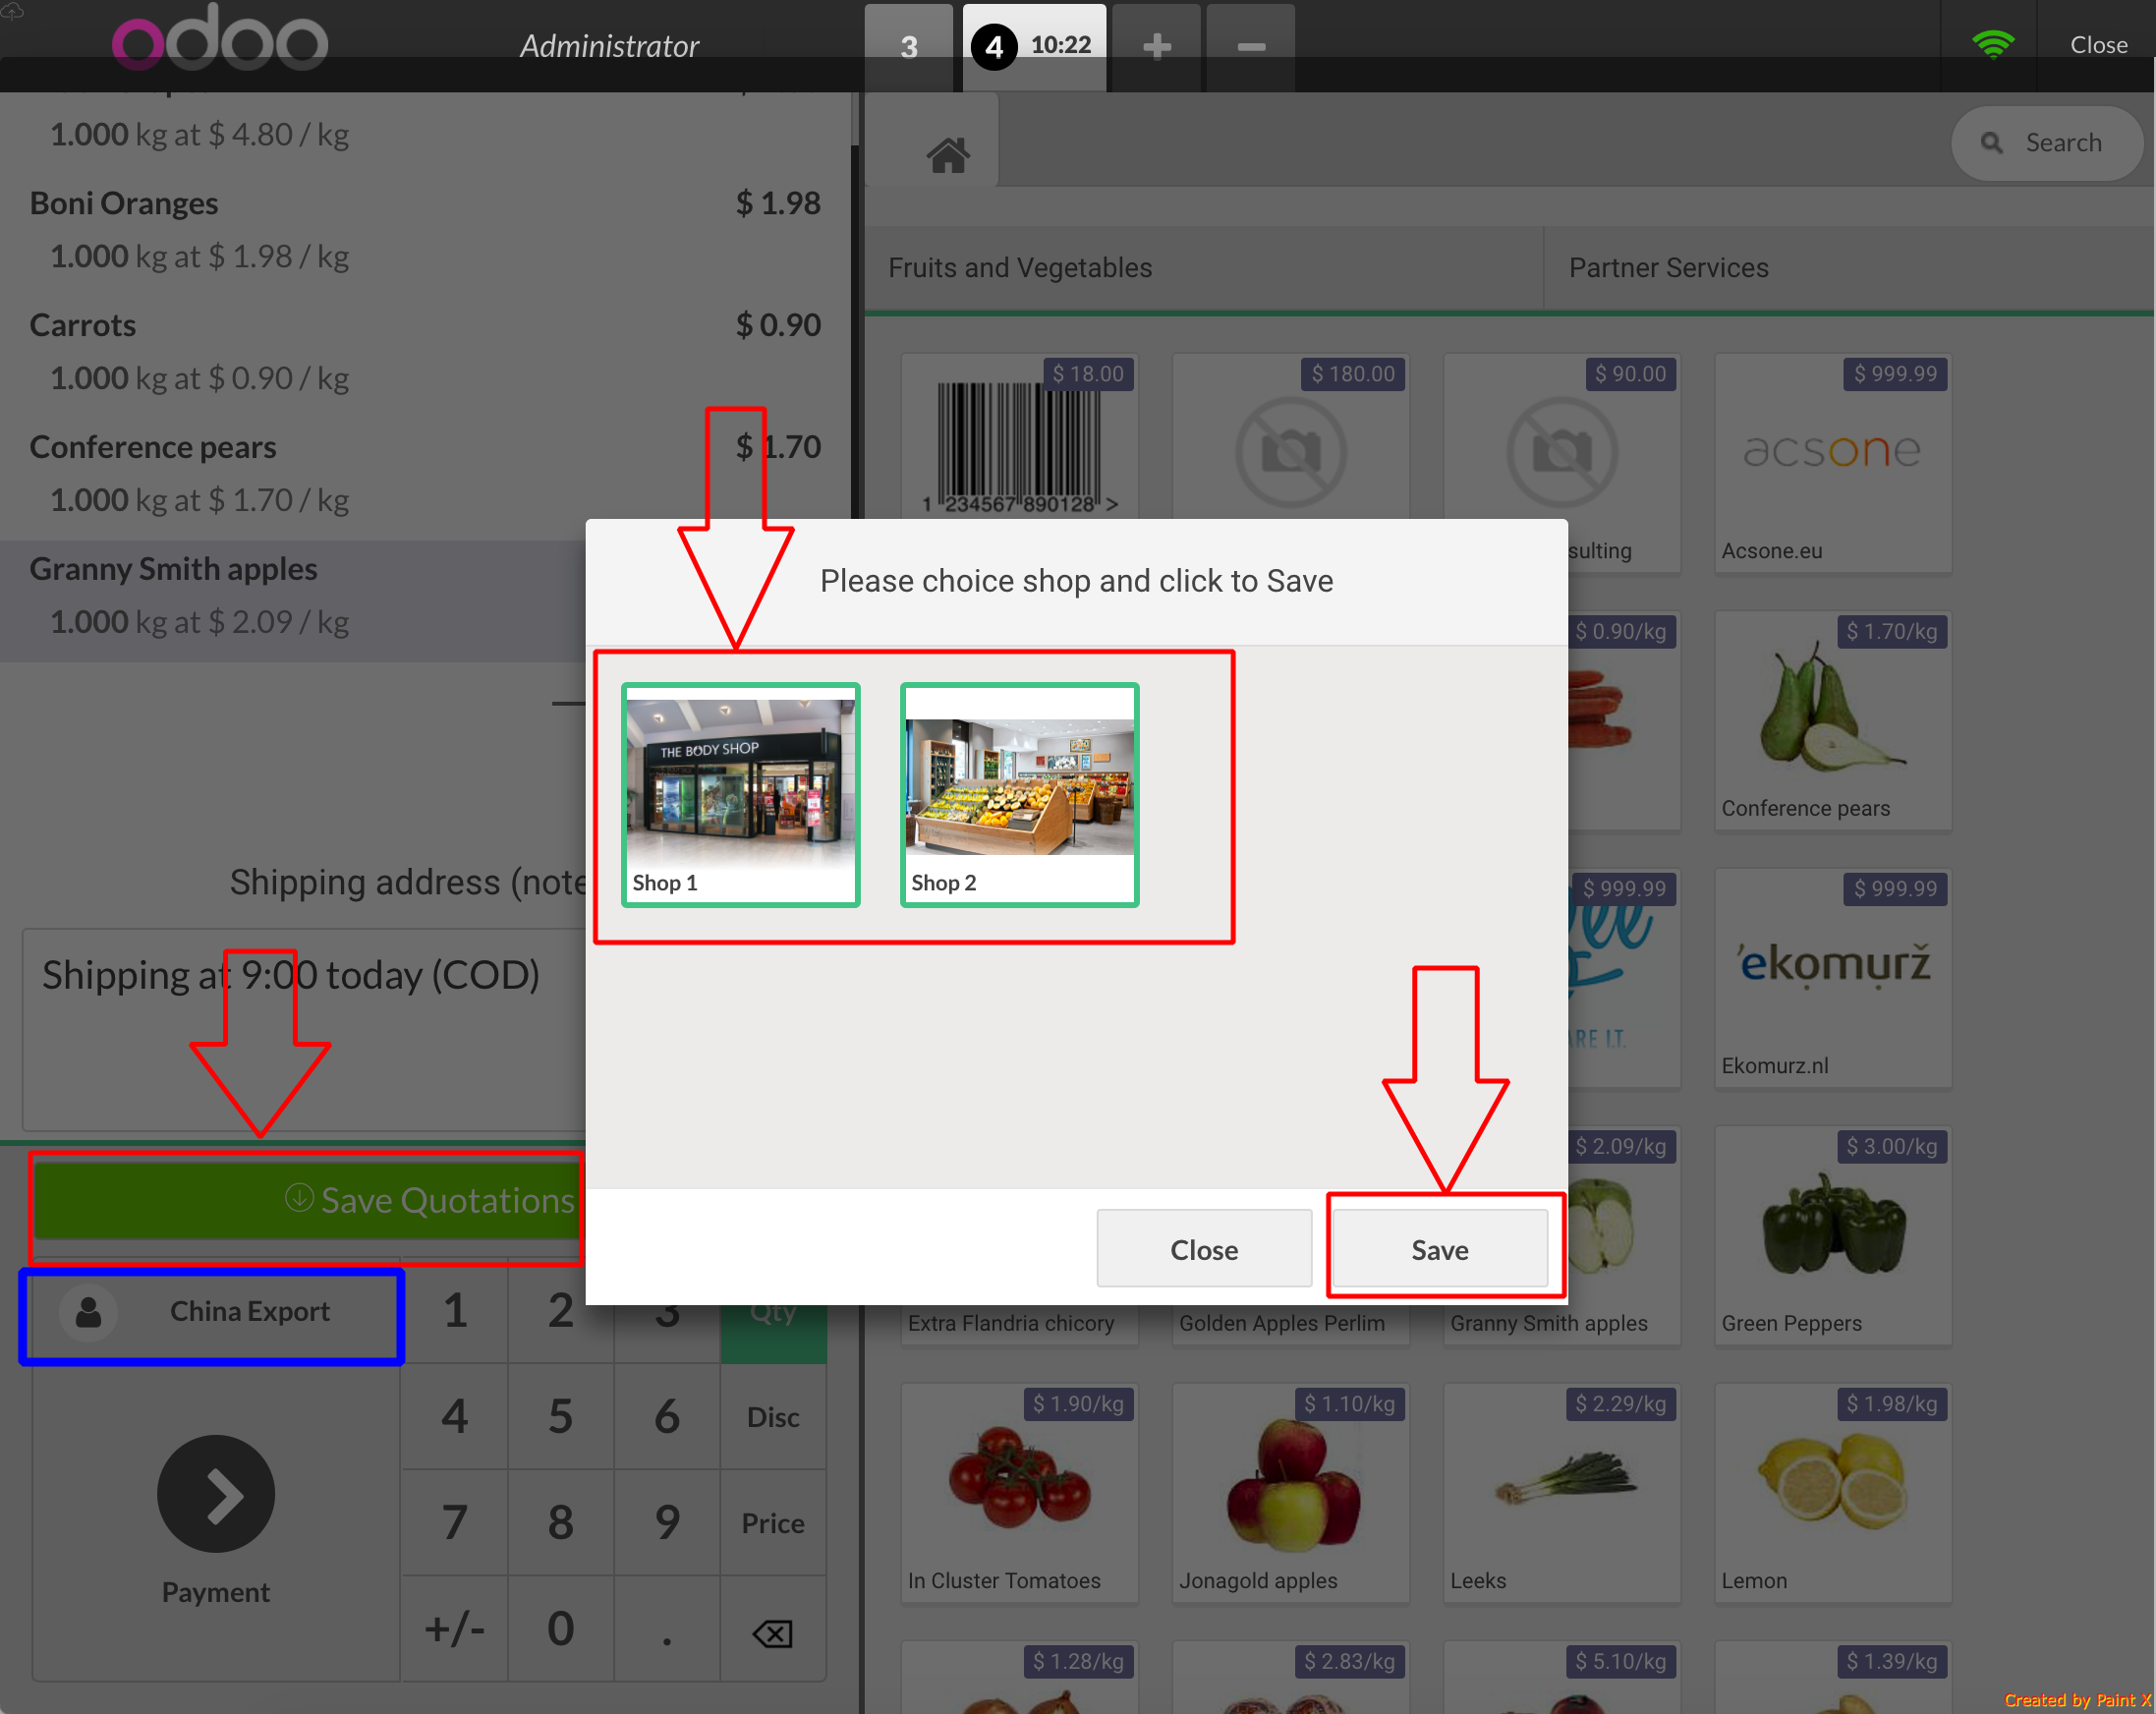 odoo
Administrator
3
4 10:22
Close
1.000 kg at $ 4.80 / kg
Search
Boni Oranges $ 1.98
1.000 kg at $ 1.98 / kg
Fruits and Vegetables
Partner Services
Carrots $ 0.90
1.000 kg at $ 0.90 / kg
$ 18.00
$ 180.00
$ 90.00
$ 999.99
Conference pears $ 1.70
1.000 kg at $ 1.70 / kg
acsone
1 234567 890128 >
sulting
Acsone.eu
Granny Smith apples
1.000 kg at $ 2.09 / kg
Please choice shop and click to Save
$ 0.90/kg
$ 1.70/kg
THE BODY SHOP
Conference pears
Shop 1
Shop 2
Shipping address (note
$ 999.99
$ 999.99
Shipping at 9:00 today (COD)
'ekomurž
ARE I.T.
Ekomurz.nl
$ 2.09/kg
$ 3.00/kg
Save Quotations
Close
Save
China Export
1 2 3 Qty
Extra Flandria chicory
Golden Apples Perlim
Granny Smith apples
Green Peppers
4 5 6 Disc
$ 1.90/kg
$ 1.10/kg
$ 2.29/kg
$ 1.98/kg
7 8 9 Price
Payment
In Cluster Tomatoes
Jonagold apples
Leeks
Lemon
+/- 0 .
$ 1.28/kg
$ 2.83/kg
$ 5.10/kg
$ 1.39/kg
Created by Paint X